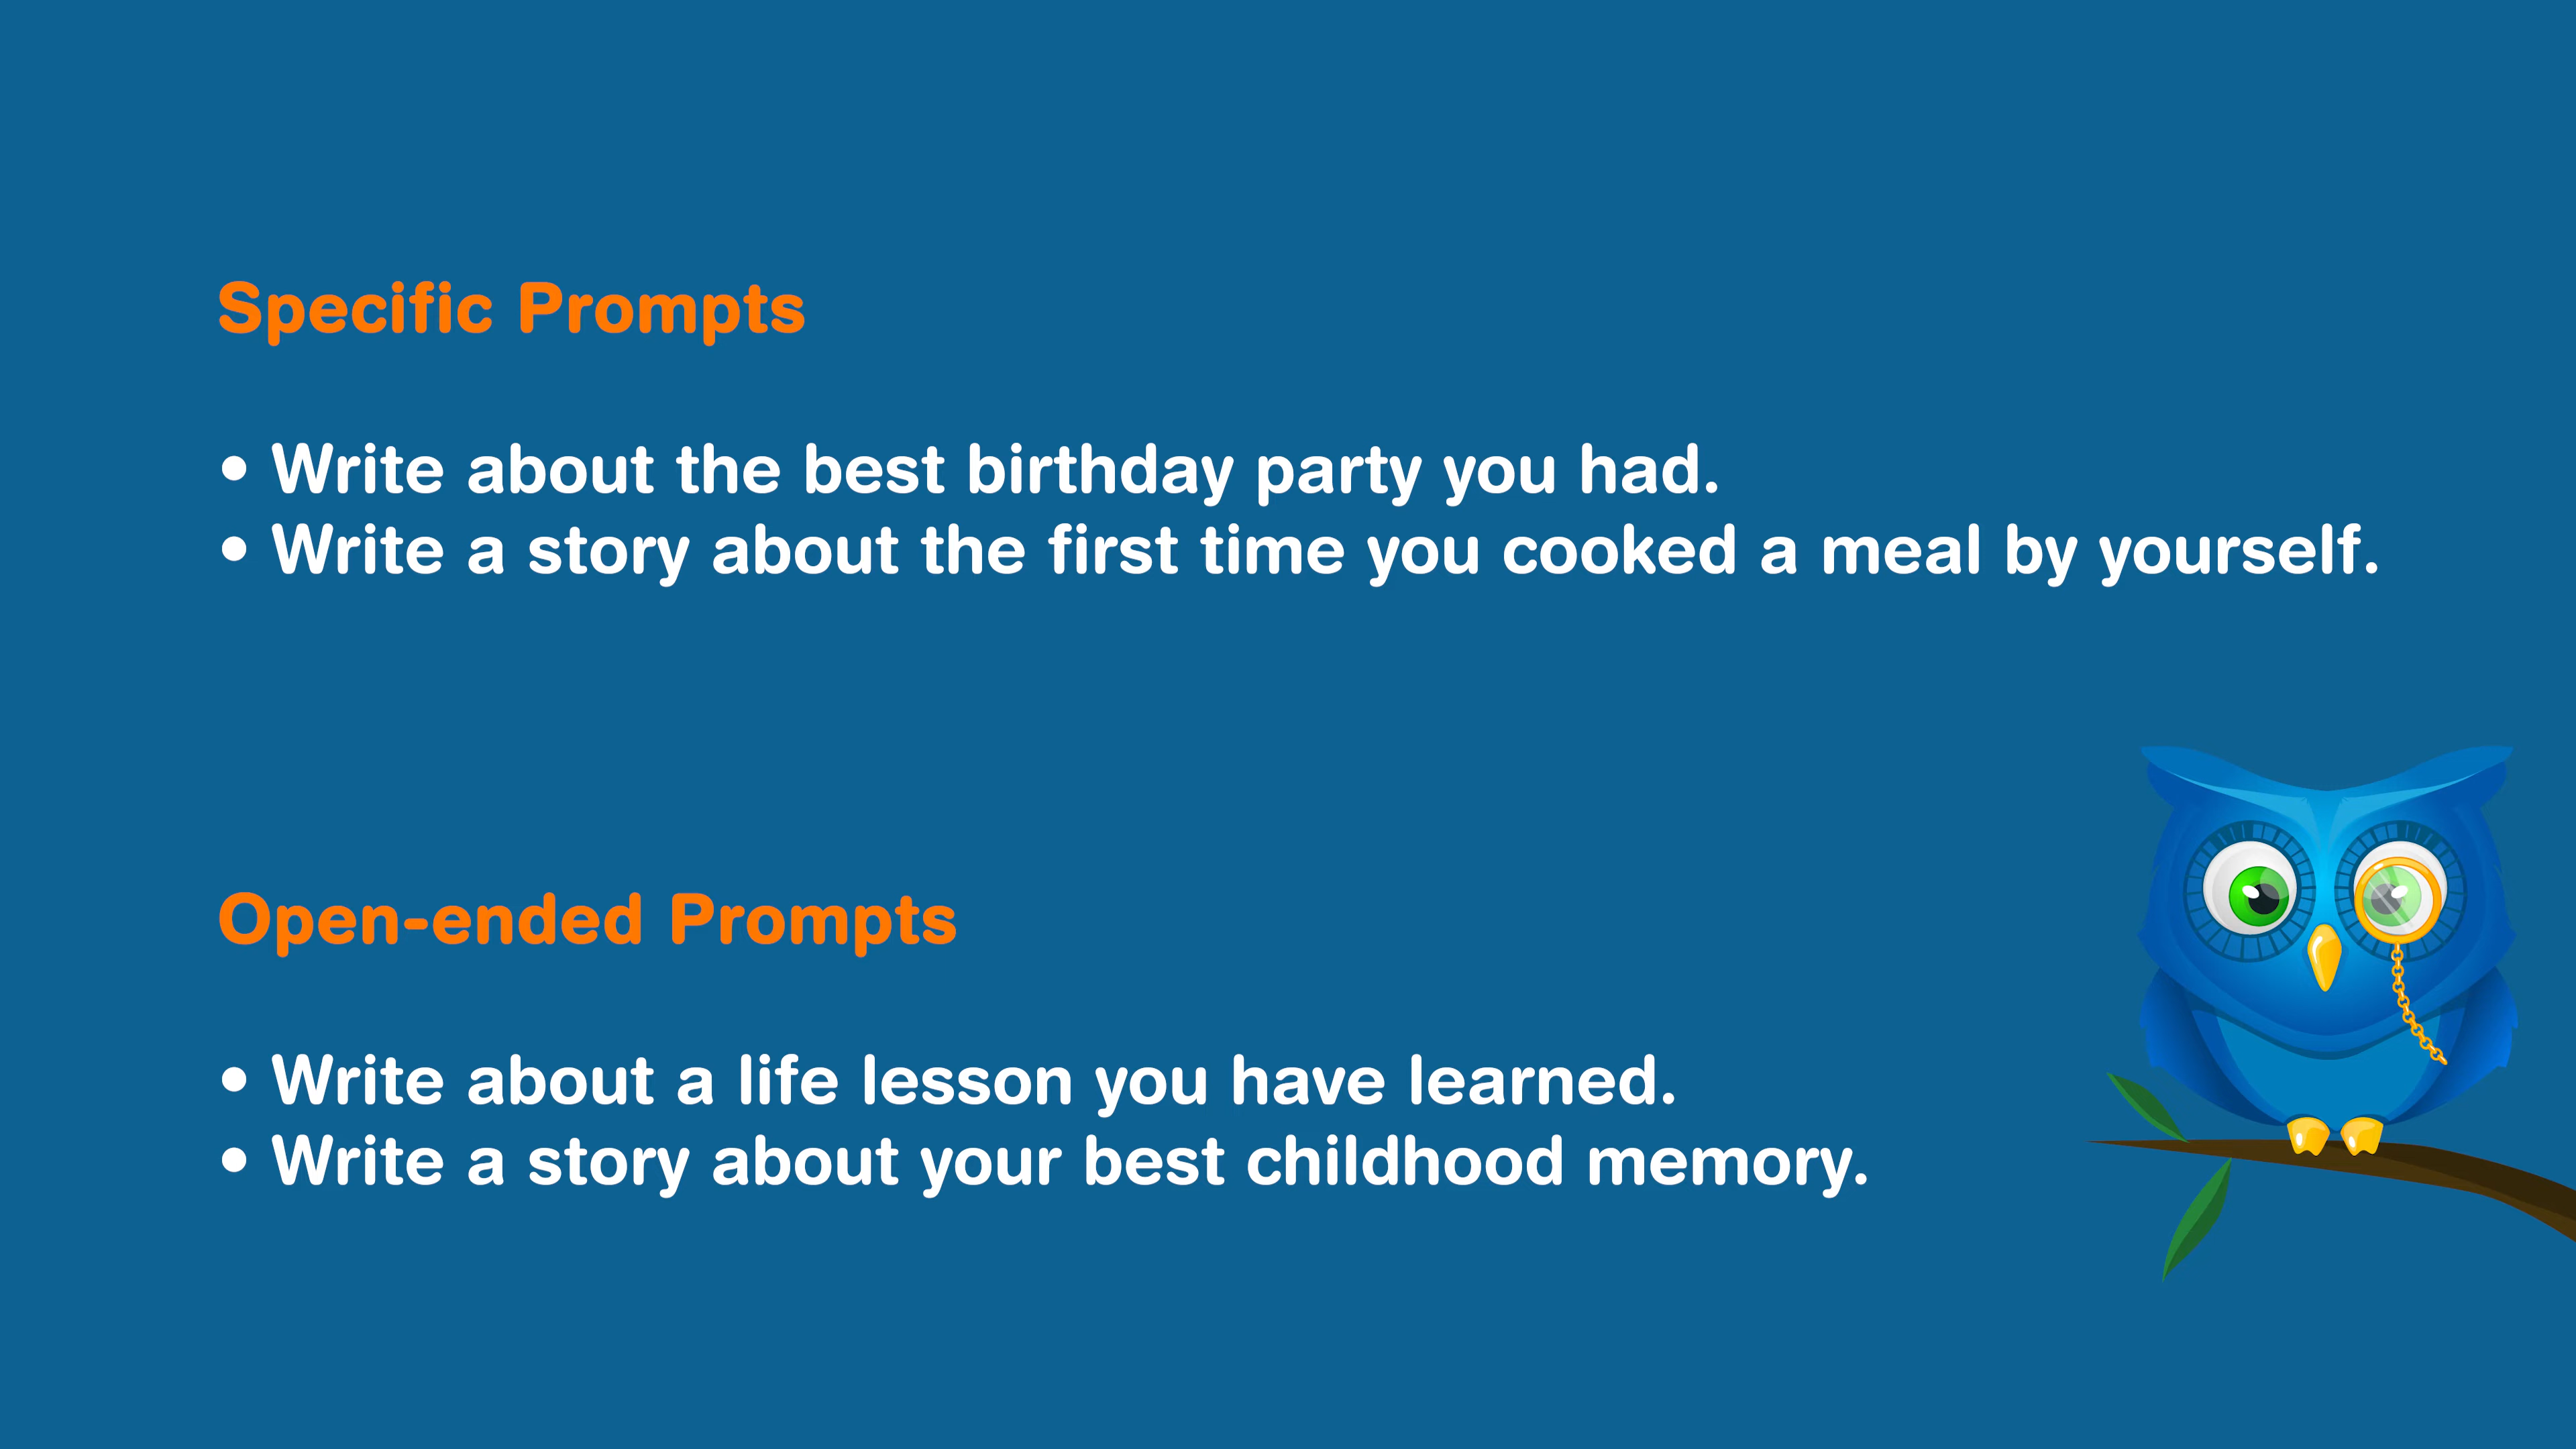 Specific Prompts
• Write about the best birthday party you had.
• Write a story about the first time you cooked a meal by yourself.
Open-ended Prompts
• Write about a life lesson you have learned.
• Write a story about your best childhood memory.